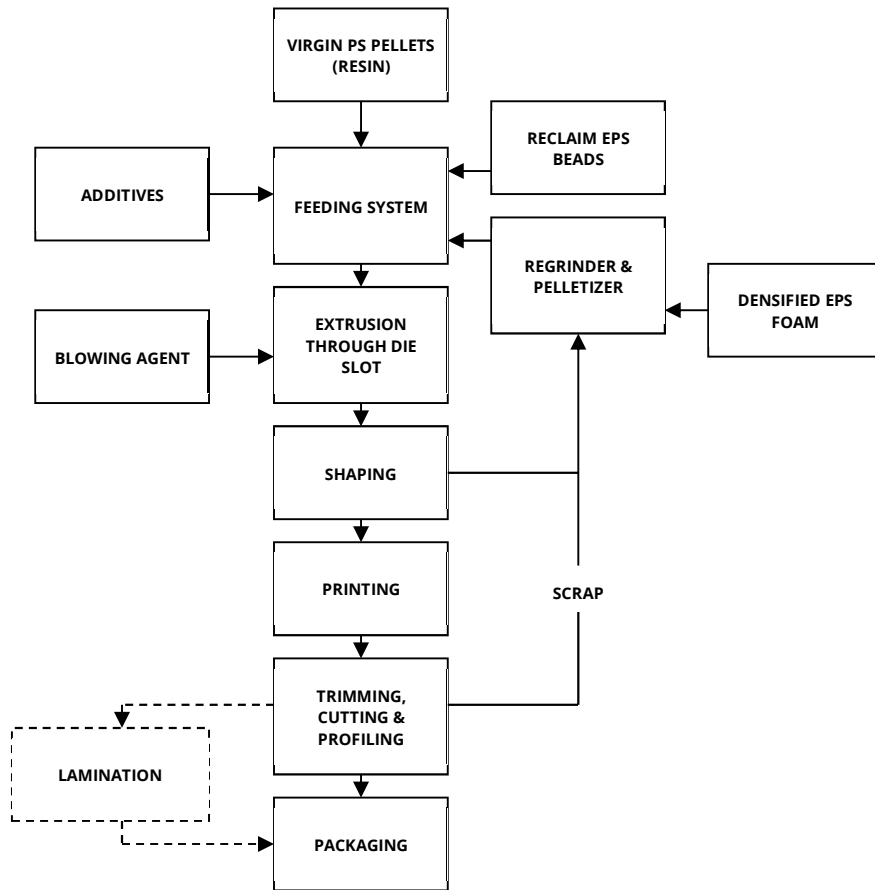 VIRGIN PS PELLETS
(RESIN)
RECLAIM EPS
BEADS
ADDITIVES
FEEDING SYSTEM
REGRINDER &
PELLETIZER
DENSIFIED EPS
FOAM
BLOWING AGENT
EXTRUSION
THROUGH DIE
SLOT
SHAPING
PRINTING
SCRAP
TRIMMING,
CUTTING &
PROFILING
LAMINATION
PACKAGING